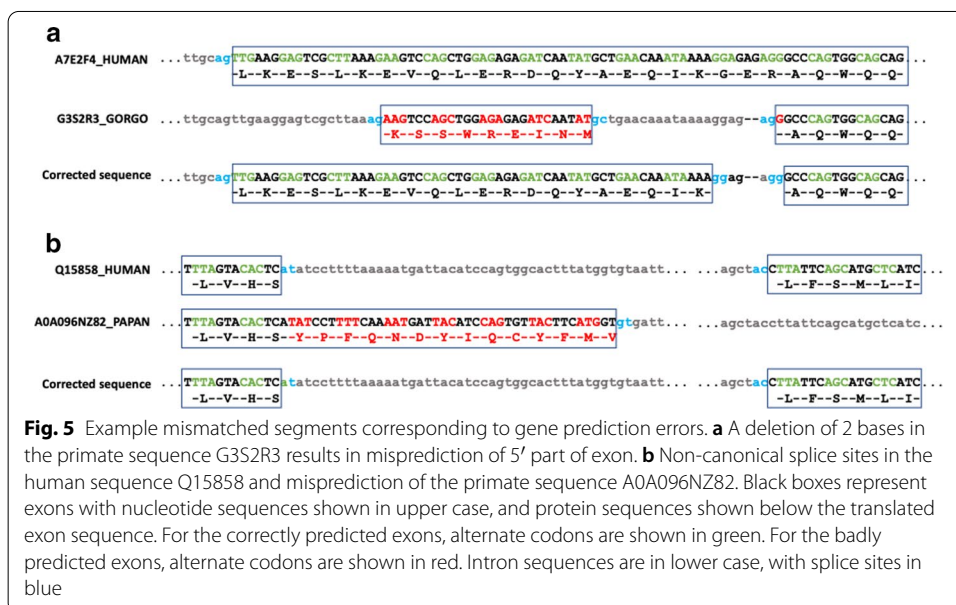 a
A7E2F4_HUMAN ...ttgcagTTGAAGGAGTCGCTTAAAGAAGTCCAGCTGGAGAGAGATCAATATGCTGAACAAATAAAAGGAGAGAGGGCCCAGTGGCAGCAG...
-L--K--E--S--L--K--E--V--Q--L--E--R--D--Q--Y--A--E--Q--I--K--G--E--R--A--Q--W--Q--Q-
G3S2R3_GORGO ...ttgcagttgaaggagtcgcttaaagAAGTCCAGCTGGAGAGAGATCAATATgctgaacaaataaaaggag--agGGCCCAGTGGCAGCAG...
-K--S--S--W--R--E--I--N--M -A--Q--W--Q--Q-
Corrected sequence ...ttgcagTTGAAGGAGTCGCTTAAAGAAGTCCAGCTGGAGAGAGATCAATATGCTGAACAAATAAAAggag--aggGCCCAGTGGCAGCAG...
-L--K--E--S--L--K--E--V--Q--L--E--R--D--Q--Y--A--E--Q--I--K- -A--Q--W--Q--Q-
b
Q15858_HUMAN ...TTTAGTACACTCatatccttttaaaaatgattacatccagtggcactttatggtgtaatt... ...agctacCTTATTCAGCATGCTCATC...
-L--V--H--S -L--F--S--M--L--I-
A0A096NZ82_PAPAN ...TTTAGTACACTCATATCCTTTTCAAAATGATTACATCCAGTGTTACTTCATGGTgtgatt... ...agctaccttattcagcatgctcatc...
-L--V--H--S--Y--P--F--Q--N--D--Y--I--Q--C--Y--F--M--V
Corrected sequence ...TTTAGTACACTCatatccttttaaaaatgattacatccagtggcactttatggtgtaatt... ...agctacCTTATTCAGCATGCTCATC...
-L--V--H--S -L--F--S--M--L--I-
Fig. 5 Example mismatched segments corresponding to gene prediction errors. a A deletion of 2 bases in
the primate sequence G3S2R3 results in misprediction of 5′ part of exon. b Non-canonical splice sites in the
human sequence Q15858 and misprediction of the primate sequence A0A096NZ82. Black boxes represent
exons with nucleotide sequences shown in upper case, and protein sequences shown below the translated
exon sequence. For the correctly predicted exons, alternate codons are shown in green. For the badly
predicted exons, alternate codons are shown in red. Intron sequences are in lower case, with splice sites in
blue